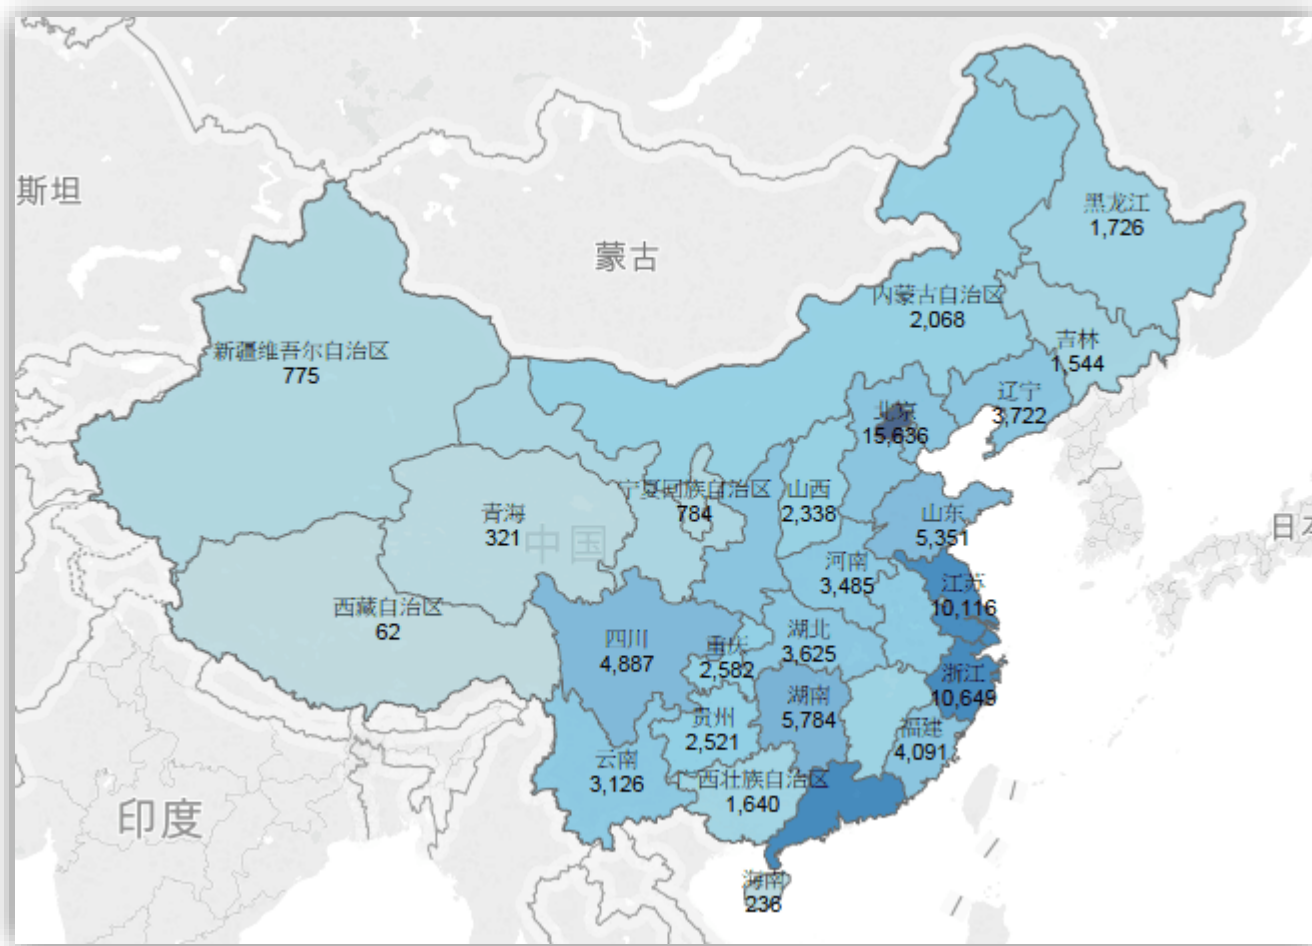 斯坦
黑龙江
1,726
蒙古
内蒙古自治区
2,068
新疆维吾尔自治区
775
吉林
1,544
辽宁
3,722
北京
15,636
宁夏回族自治区
784
山西
2,338
青海
321
中国
山东
5,351
日本
河南
3,485
江苏
10,116
西藏自治区
62
四川
4,887
重庆
2,582
湖北
3,625
浙江
10,649
湖南
5,784
贵州
2,521
福建
4,091
云南
3,126
广西壮族自治区
1,640
印度
海南
236